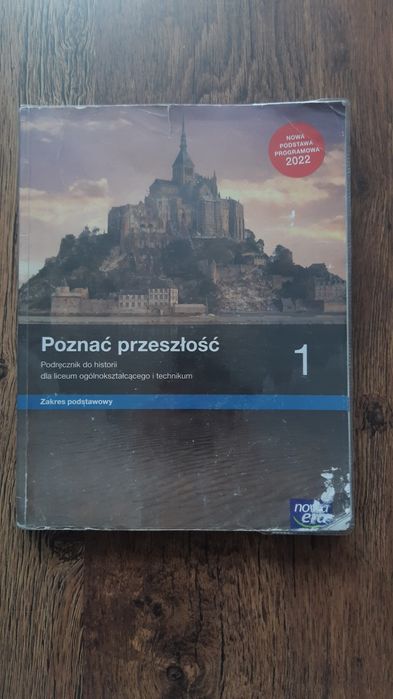 NOWA
PODSTAWA
PROGRAMOWA
2022
Poznać przeszłość
1
Podręcznik do historii
dla liceum ogólnokształcącego i technikum
Zakres podstawowy
nowa
era